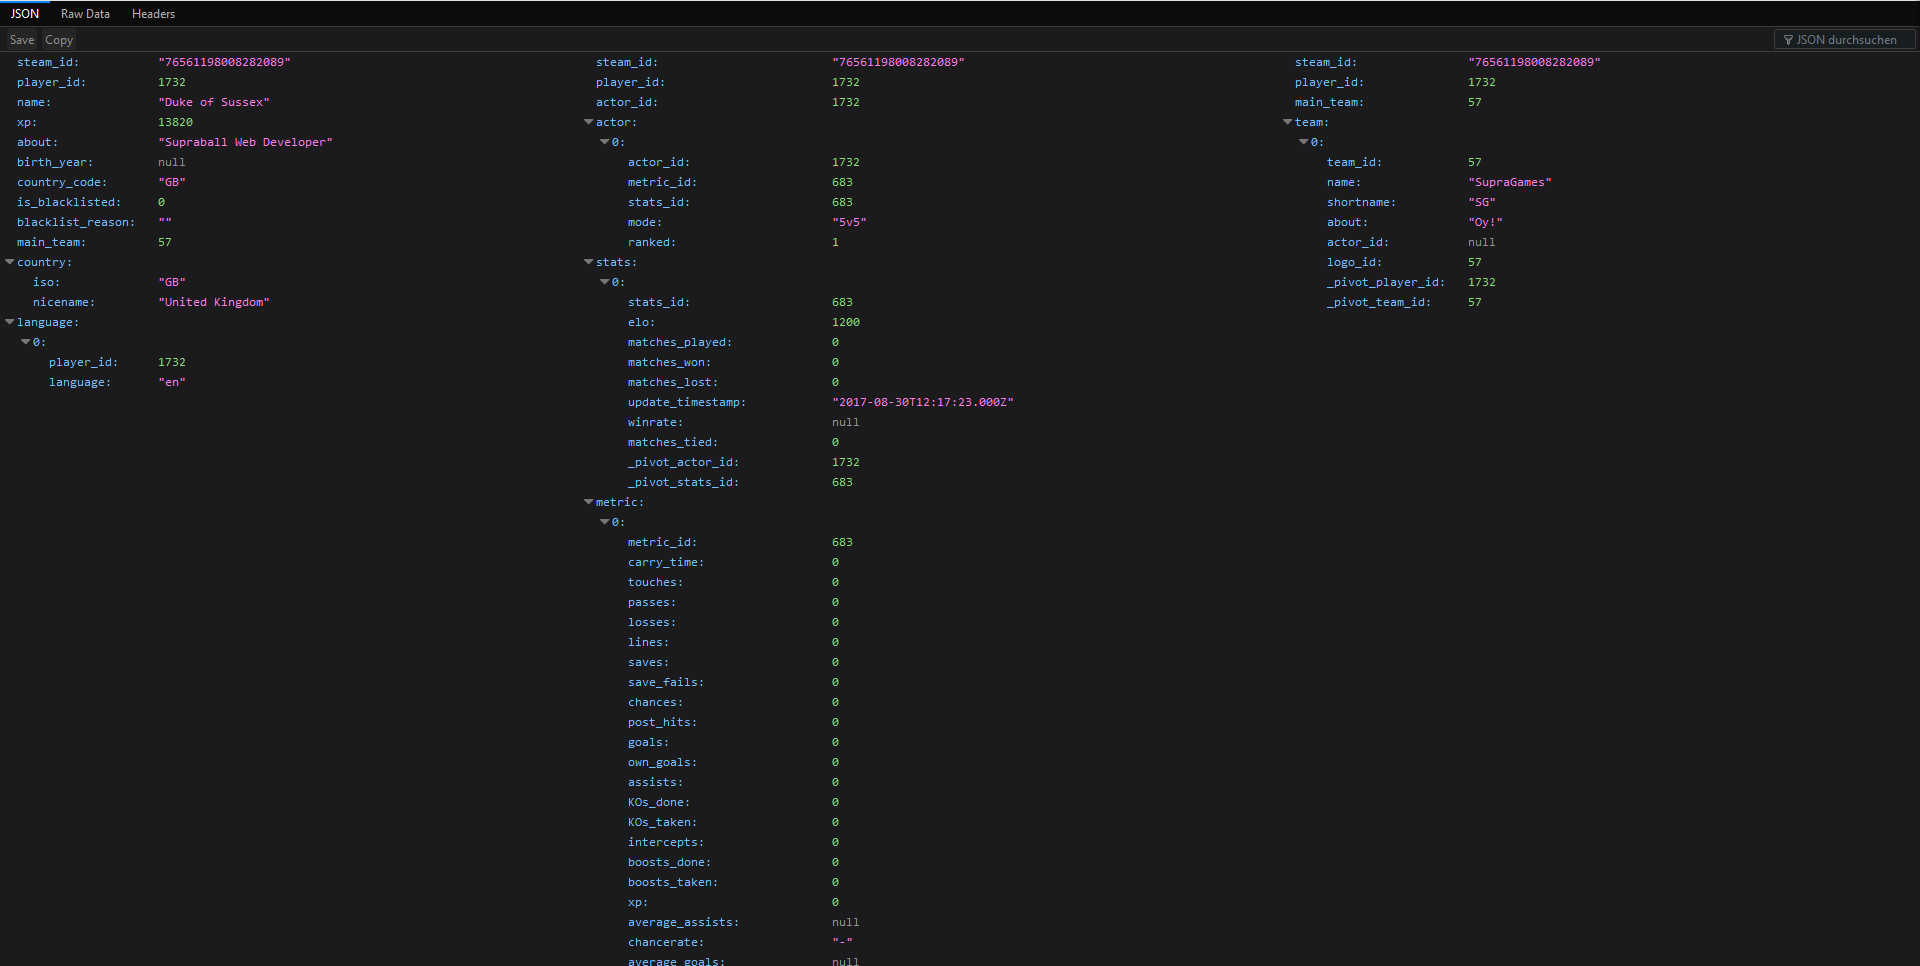 JSON Raw Data Headers
Save Copy JSON durchsuchen
steam_id: "76561198008282089"
player_id: 1732
name: "Duke of Sussex"
xp: 13820
about: "Supraball Web Developer"
birth_year: null
country_code: "GB"
is_blacklisted: 0
blacklist_reason: ""
main_team: 57
country:
iso: "GB"
nicename: "United Kingdom"
language:
0:
player_id: 1732
language: "en"
steam_id: "76561198008282089"
player_id: 1732
actor_id: 1732
actor:
0:
actor_id: 1732
metric_id: 683
stats_id: 683
mode: "5v5"
ranked: 1
stats:
0:
stats_id: 683
elo: 1200
matches_played: 0
matches_won: 0
matches_lost: 0
update_timestamp: "2017-08-30T12:17:23.000Z"
winrate: null
matches_tied: 0
_pivot_actor_id: 1732
_pivot_stats_id: 683
metric:
0:
metric_id: 683
carry_time: 0
touches: 0
passes: 0
losses: 0
lines: 0
saves: 0
save_fails: 0
chances: 0
post_hits: 0
goals: 0
own_goals: 0
assists: 0
KOs_done: 0
KOs_taken: 0
intercepts: 0
boosts_done: 0
boosts_taken: 0
xp: 0
average_assists: null
chancerate: "-"
average_goals: null
steam_id: "76561198008282089"
player_id: 1732
main_team: 57
team:
0:
team_id: 57
name: "SupraGames"
shortname: "SG"
about: "Oy!"
actor_id: null
logo_id: 57
_pivot_player_id: 1732
_pivot_team_id: 57